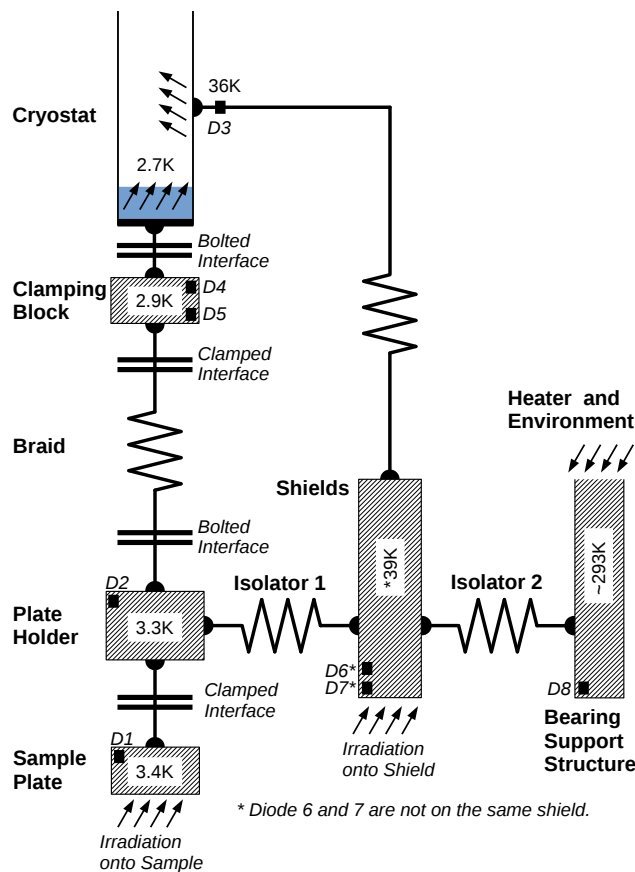 36K
D3
Cryostat
2.7K
Bolted
Interface
Clamping
Block
2.9K
D4
D5
Clamped
Interface
Heater and
Environment
Braid
Shields
Bolted
Interface
*39K
~293K
D2
Isolator 1
Isolator 2
Plate
Holder
3.3K
D6*
D7*
D8
Clamped
Interface
Bearing
Support
Structure
D1
Irradiation
onto Shield
Sample
Plate
3.4K
* Diode 6 and 7 are not on the same shield.
Irradiation
onto Sample